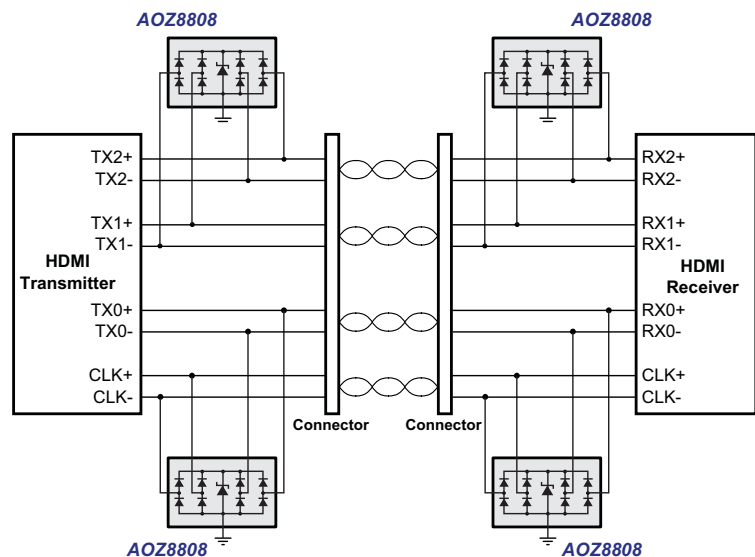 AOZ8808
AOZ8808
TX2+
TX2-
TX1+
TX1-
HDMI
Transmitter
TX0+
TX0-
CLK+
CLK-
RX2+
RX2-
RX1+
RX1-
HDMI
Receiver
RX0+
RX0-
CLK+
CLK-
Connector
Connector
AOZ8808
AOZ8808